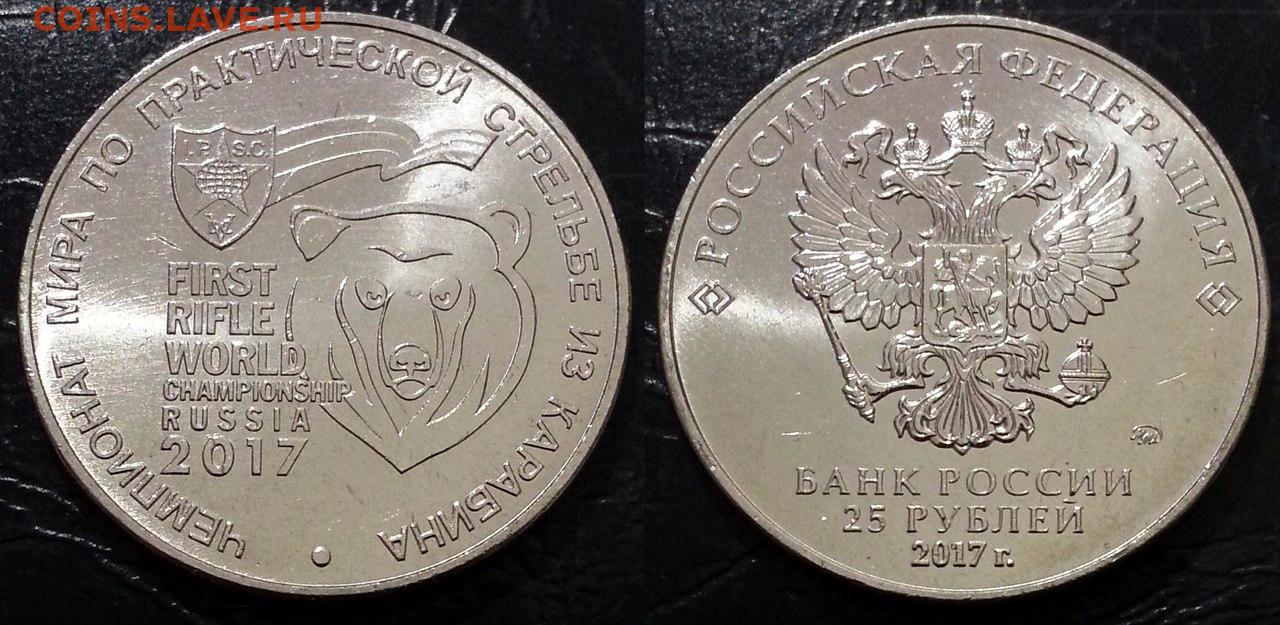 COINS.LAVE.RU
ЧЕМПИОНАТ МИРА ПО ПРАКТИЧЕСКОЙ СТРЕЛЬБЕ ИЗ КАРАБИНА
I.P.S.C.
FIRST
RIFLE
WORLD
CHAMPIONSHIP
RUSSIA
2017
РОССИЙСКАЯ ФЕДЕРАЦИЯ
ММД
БАНК РОССИИ
25 РУБЛЕЙ
2017 г.